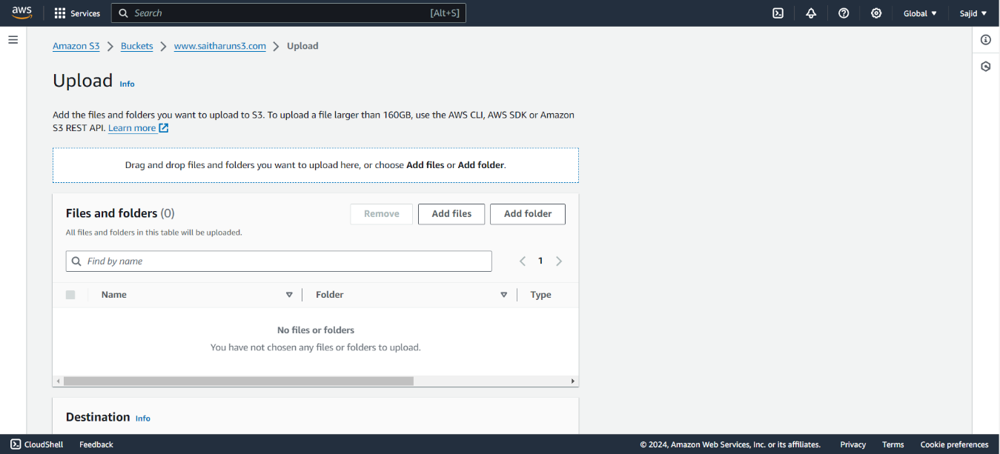 aws
Services
Search
[Alt+S]
Global
Sajid
Amazon S3
Buckets
www.saitharuns3.com
Upload
Upload Info
Add the files and folders you want to upload to S3. To upload a file larger than 160GB, use the AWS CLI, AWS SDK or Amazon
S3 REST API. Learn more
Drag and drop files and folders you want to upload here, or choose Add files or Add folder.
Files and folders (0)
Remove
Add files
Add folder
All files and folders in this table will be uploaded.
Find by name
1
Name
Folder
Type
No files or folders
You have not chosen any files or folders to upload.
Destination Info
CloudShell
Feedback
© 2024, Amazon Web Services, Inc. or its affiliates.
Privacy
Terms
Cookie preferences